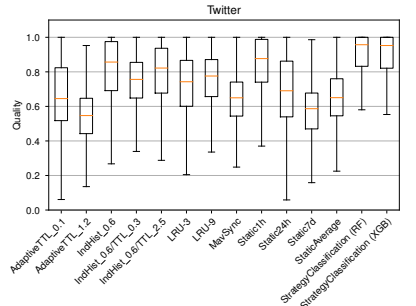 Twitter
Quality
1.0
0.8
0.6
0.4
0.2
0.0
AdaptiveTTL_0.1
AdaptiveTTL_1.2
IndHist_0.6
IndHist_0.6/TTL_0.3
IndHist_0.6/TTL_2.5
LRU-3
LRU-9
MavSync
Static1h
Static24h
Static7d
StaticAverage
StrategyClassification (RF)
StrategyClassification (XGB)